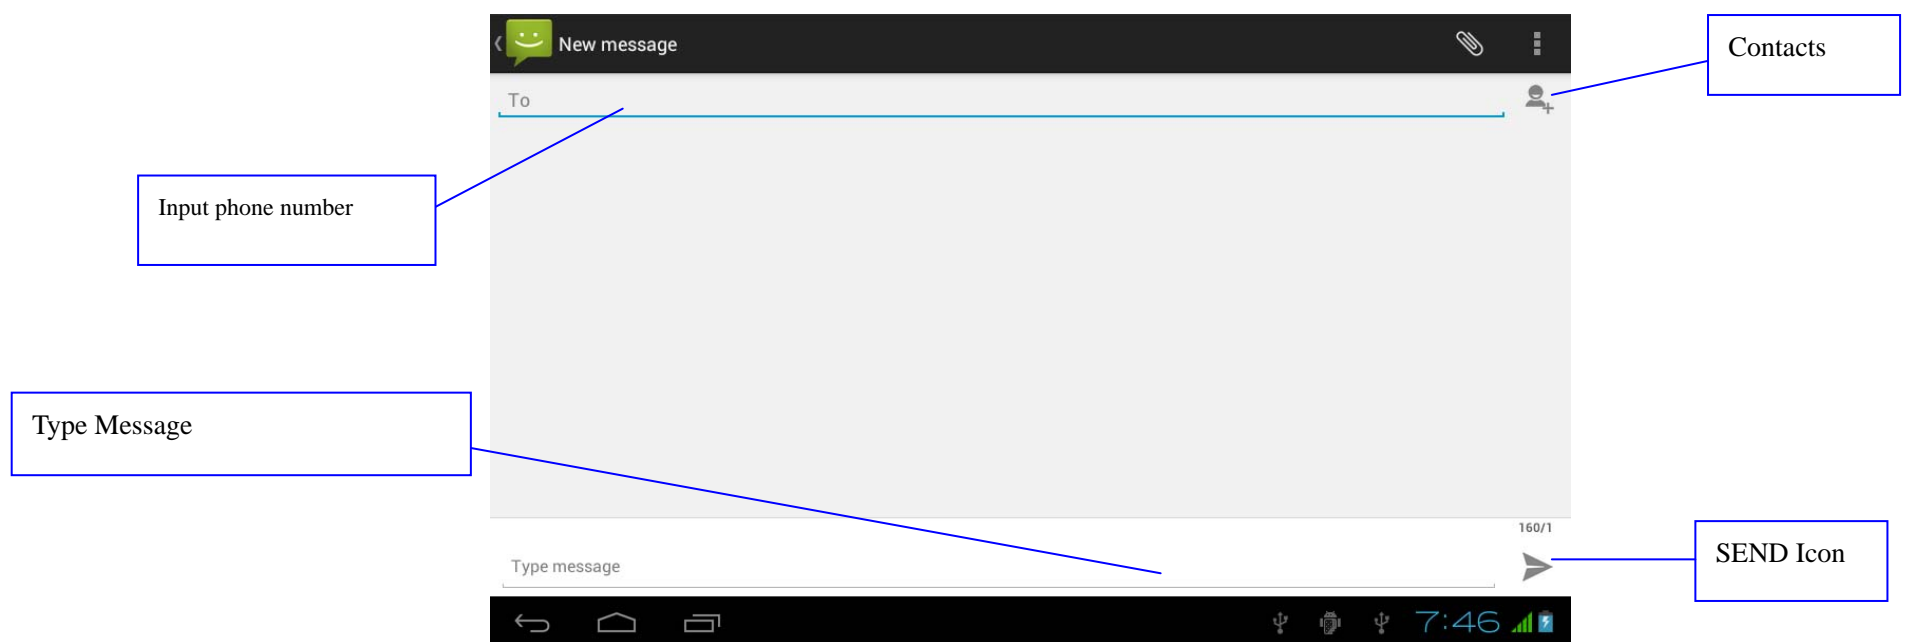 New message
Contacts
To
Input phone number
Type Message
160/1
SEND Icon
Type message
7:46